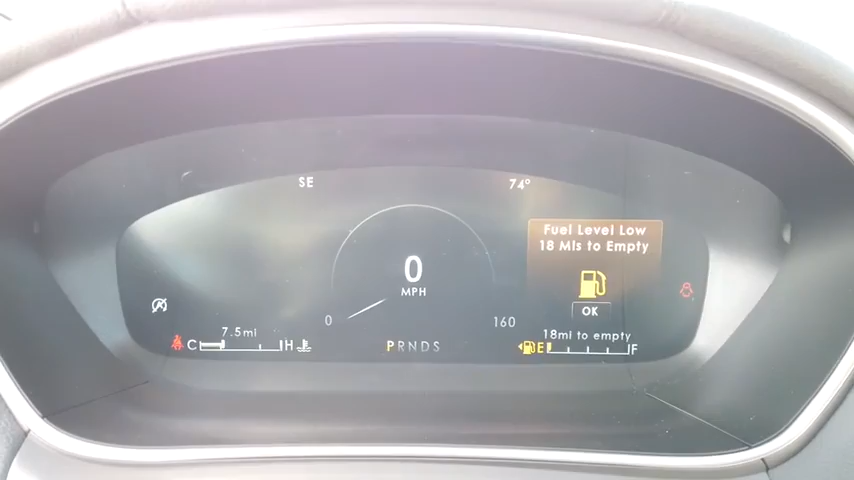 SE
74°
Fuel Level Low
18 MIs to Empty
0
MPH
OK
0
160
7.5mi
18mi to empty
C H
PRNDS
E F